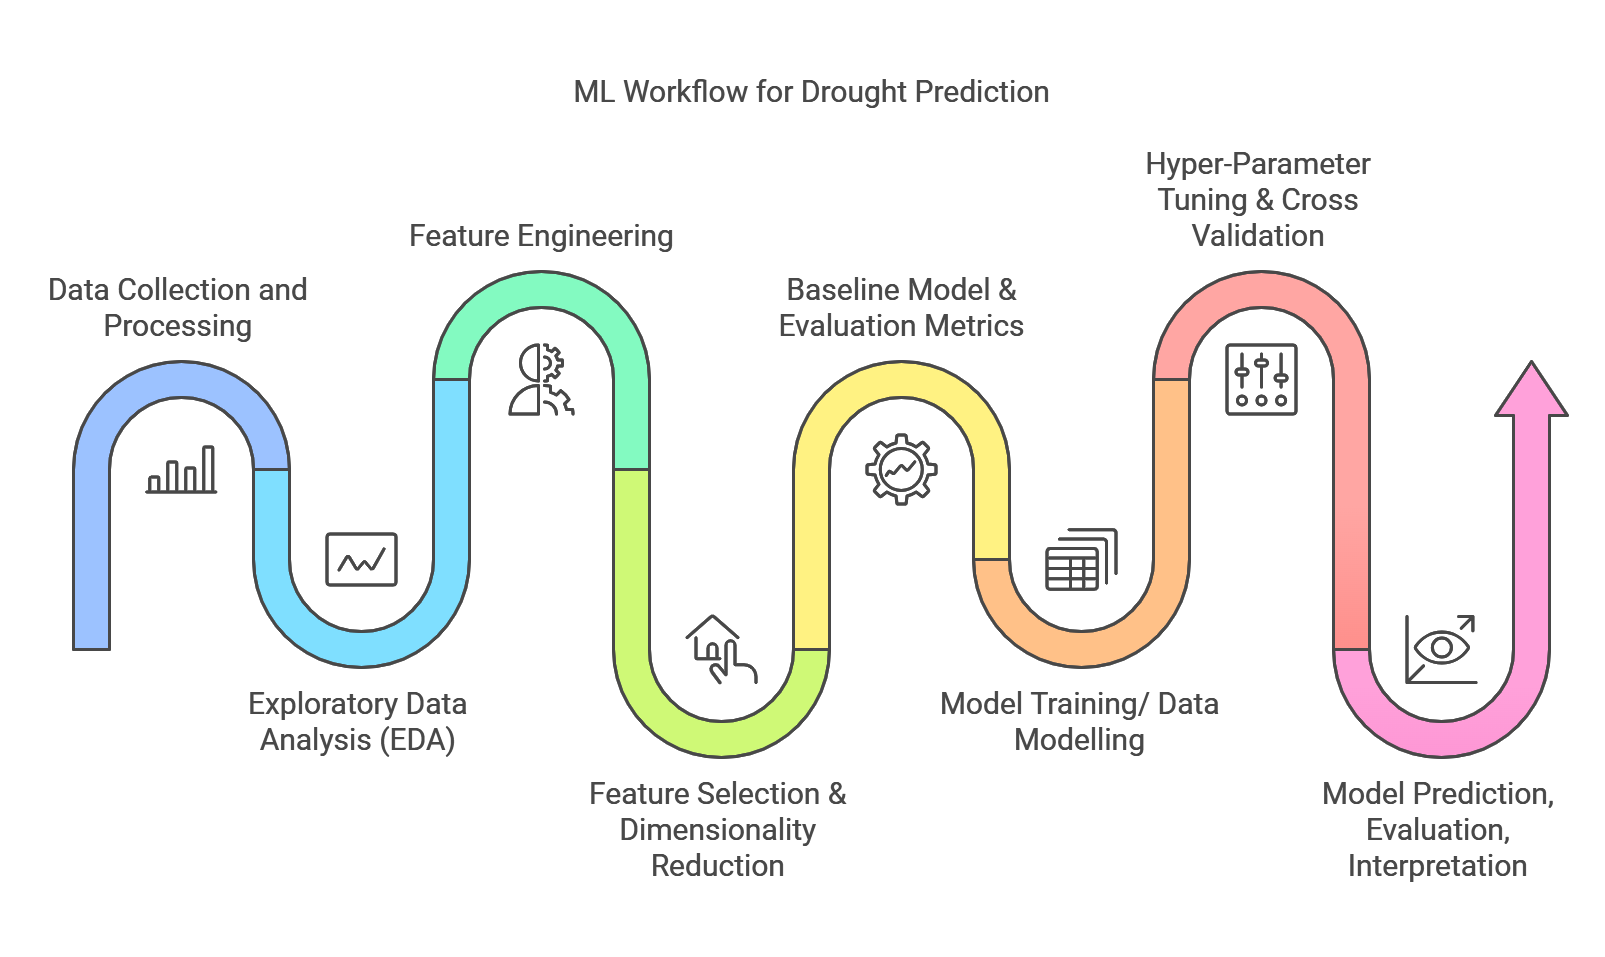 ML Workflow for Drought Prediction
Data Collection and
Processing
Exploratory Data
Analysis (EDA)
Feature Engineering
Feature Selection &
Dimensionality
Reduction
Baseline Model &
Evaluation Metrics
Model Training/ Data
Modelling
Hyper-Parameter
Tuning & Cross
Validation
Model Prediction,
Evaluation,
Interpretation